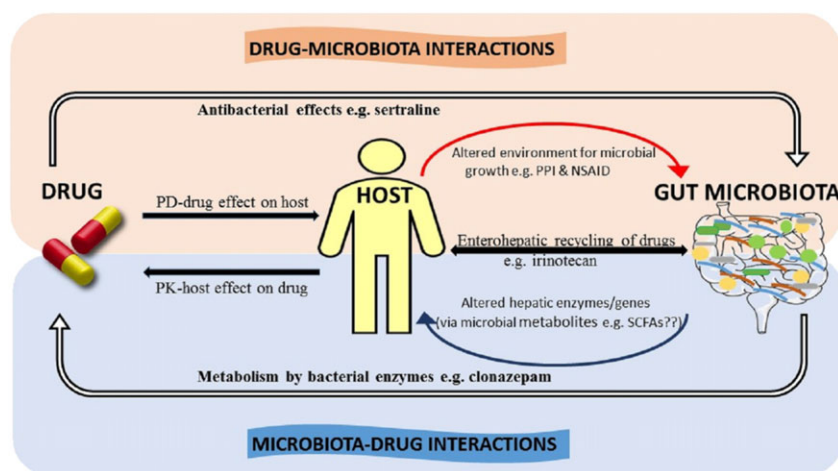 DRUG-MICROBIOTA INTERACTIONS
Antibacterial effects e.g. sertraline
Altered environment for microbial
growth e.g. PPI & NSAID
DRUG
HOST
GUT MICROBIOTA
PD-drug effect on host
Enterohepatic recycling of drugs
e.g. irinotecan
PK-host effect on drug
Altered hepatic enzymes/genes
(via microbial metabolites e.g. SCFAs??)
Metabolism by bacterial enzymes e.g. clonazepam
MICROBIOTA-DRUG INTERACTIONS